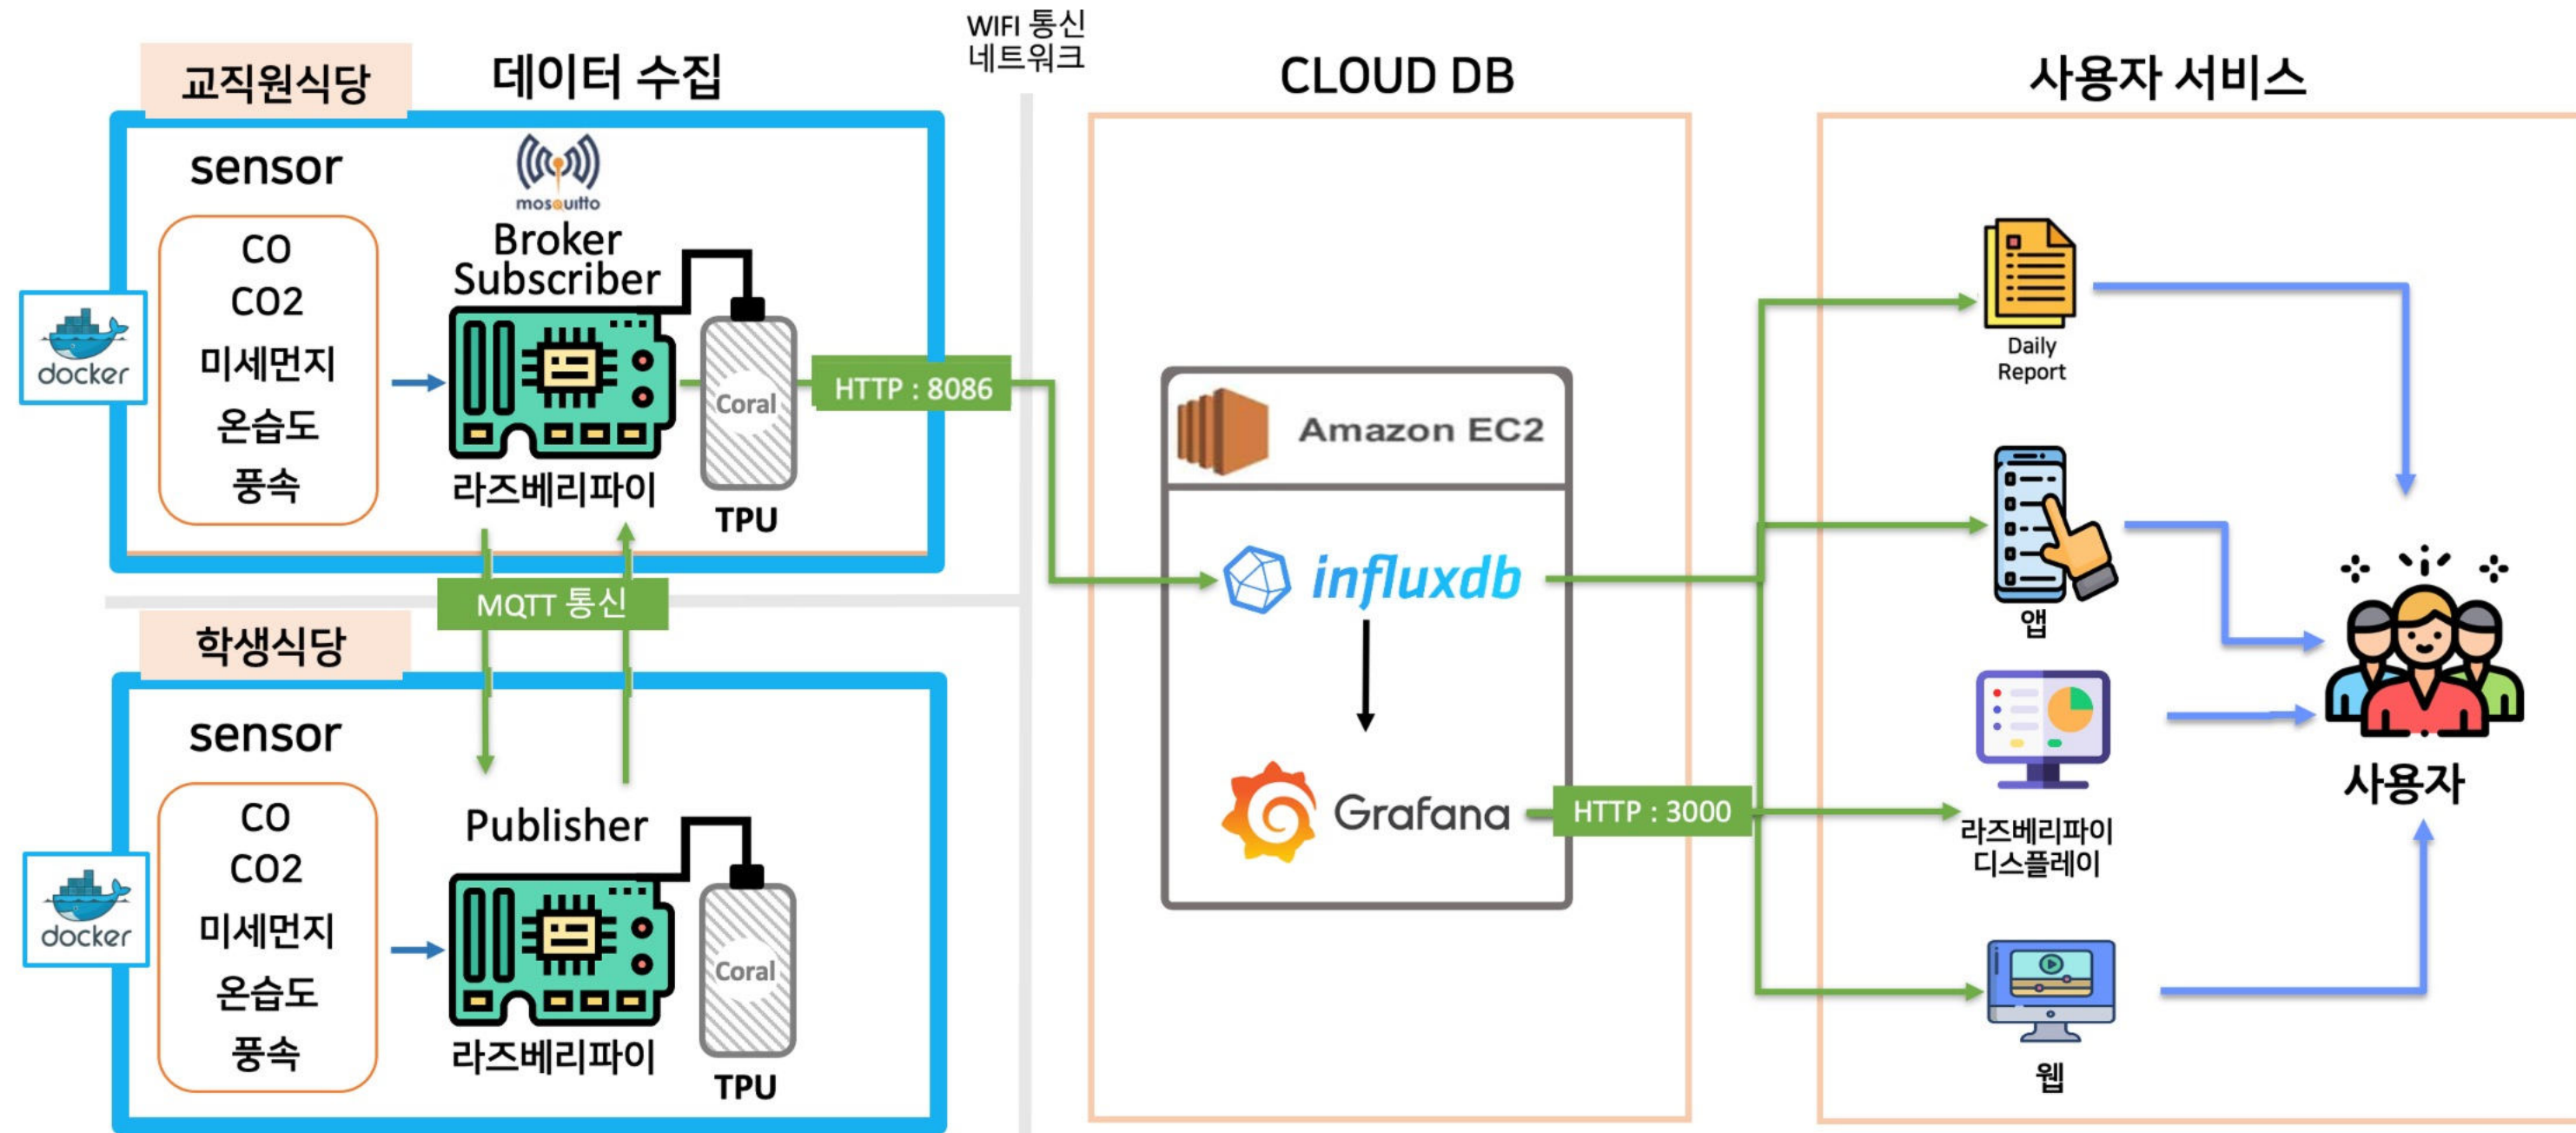 WIFI 통신
네트워크
교직원식당
데이터 수집
CLOUD DB
사용자 서비스
sensor
mosquitto
Broker
Subscriber
CO
CO2
미세먼지
온습도
풍속
docker
Coral
라즈베리파이
TPU
HTTP : 8086
MQTT 통신
학생식당
sensor
CO
CO2
미세먼지
온습도
풍속
docker
Publisher
Coral
라즈베리파이
TPU
Amazon EC2
influxdb
Grafana
HTTP : 3000
Daily
Report
앱
라즈베리파이
디스플레이
웹
사용자